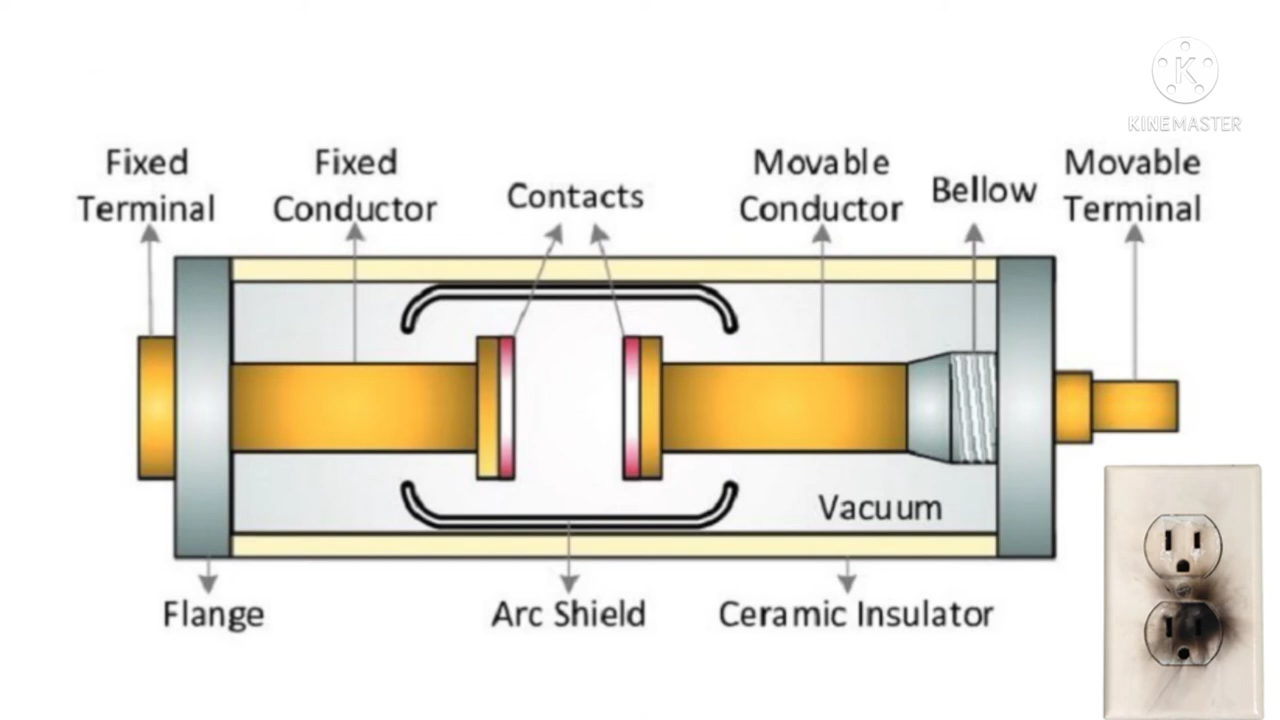 KINEMASTER
Fixed
Terminal
Fixed
Conductor
Contacts
Movable
Conductor
Bellow
Movable
Terminal
Vacuum
Flange
Arc Shield
Ceramic Insulator